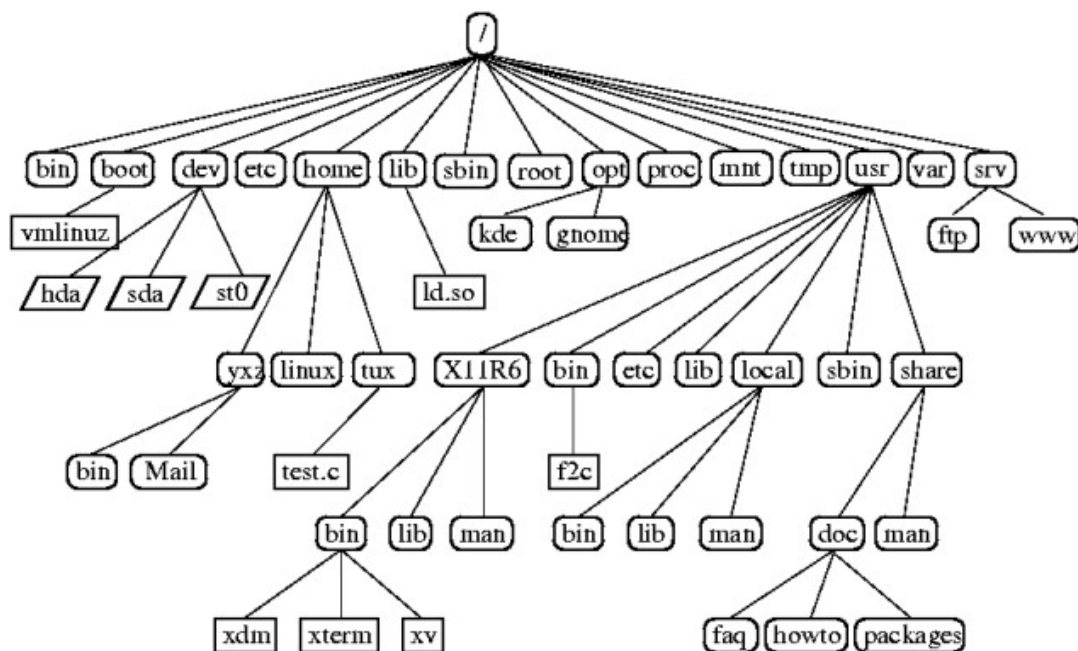 /
bin boot dev etc home lib sbin root opt proc mnt tmp usr var srv
vmlinuz kde gnome ftp www
hda sda st0 ld.so
yxz linux tux X11R6 bin etc lib local sbin share
bin Mail test.c f2c
bin lib man bin lib man doc man
xdm xterm xv faq howto packages